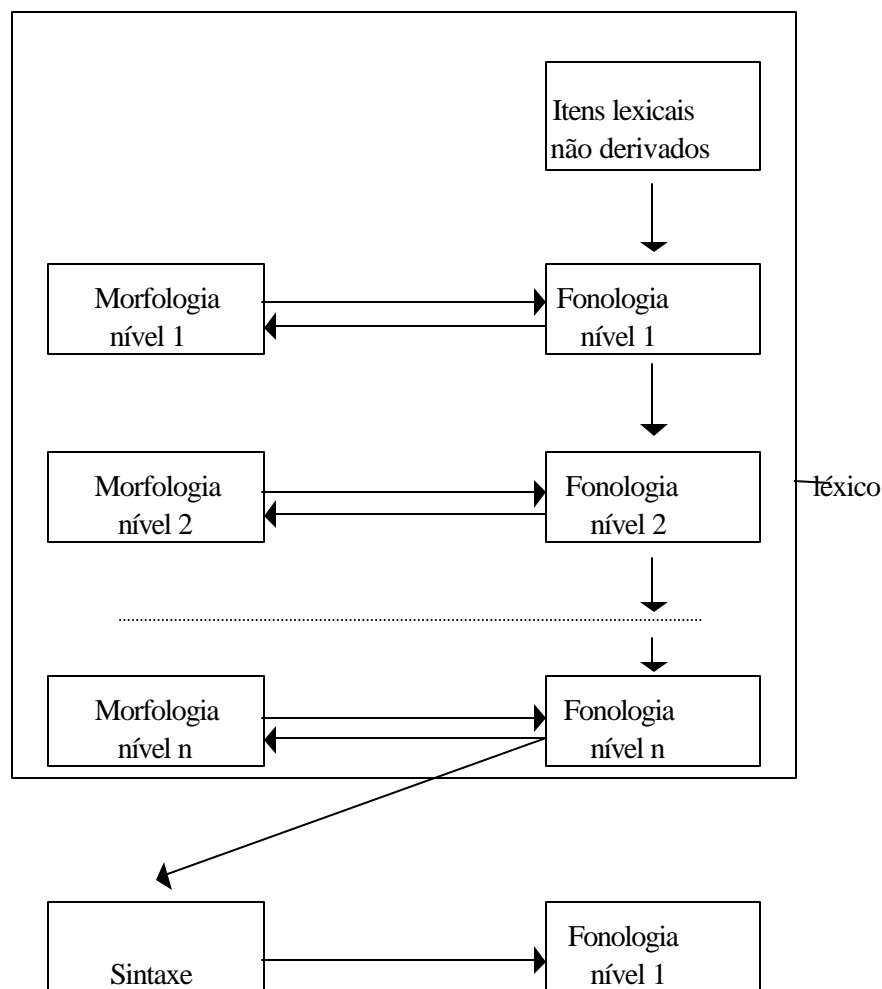 Itens lexicais
não derivados
Morfologia
nível 1
Fonologia
nível 1
Morfologia
nível 2
Fonologia
nível 2
léxico
Morfologia
nível n
Fonologia
nível n
Sintaxe
Fonologia
nível 1